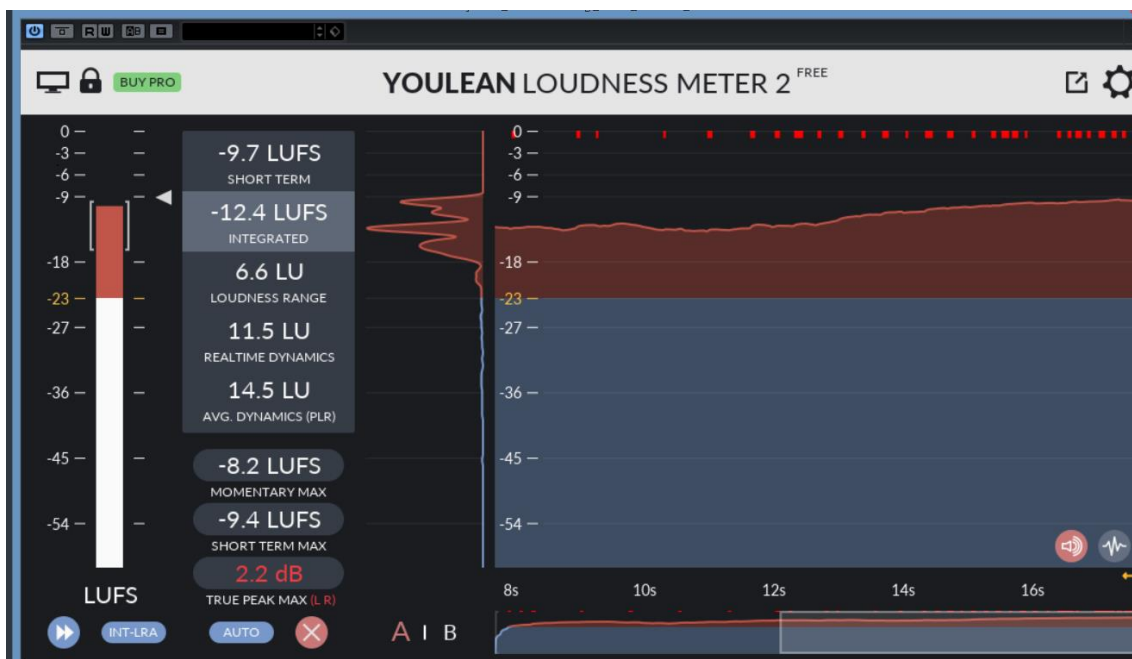 R W AB
BUY PRO
YOULEAN LOUDNESS METER 2 FREE
0
-3
-6
-9
-18
-23
-27
-36
-45
-54
LUFS
INT-LRA
-9.7 LUFS
SHORT TERM
-12.4 LUFS
INTEGRATED
6.6 LU
LOUDNESS RANGE
11.5 LU
REALTIME DYNAMICS
14.5 LU
AVG. DYNAMICS (PLR)
-8.2 LUFS
MOMENTARY MAX
-9.4 LUFS
SHORT TERM MAX
2.2 dB
TRUE PEAK MAX (L R)
AUTO
A I B
0
-3
-6
-9
-18
-23
-27
-36
-45
-54
8s 10s 12s 14s 16s